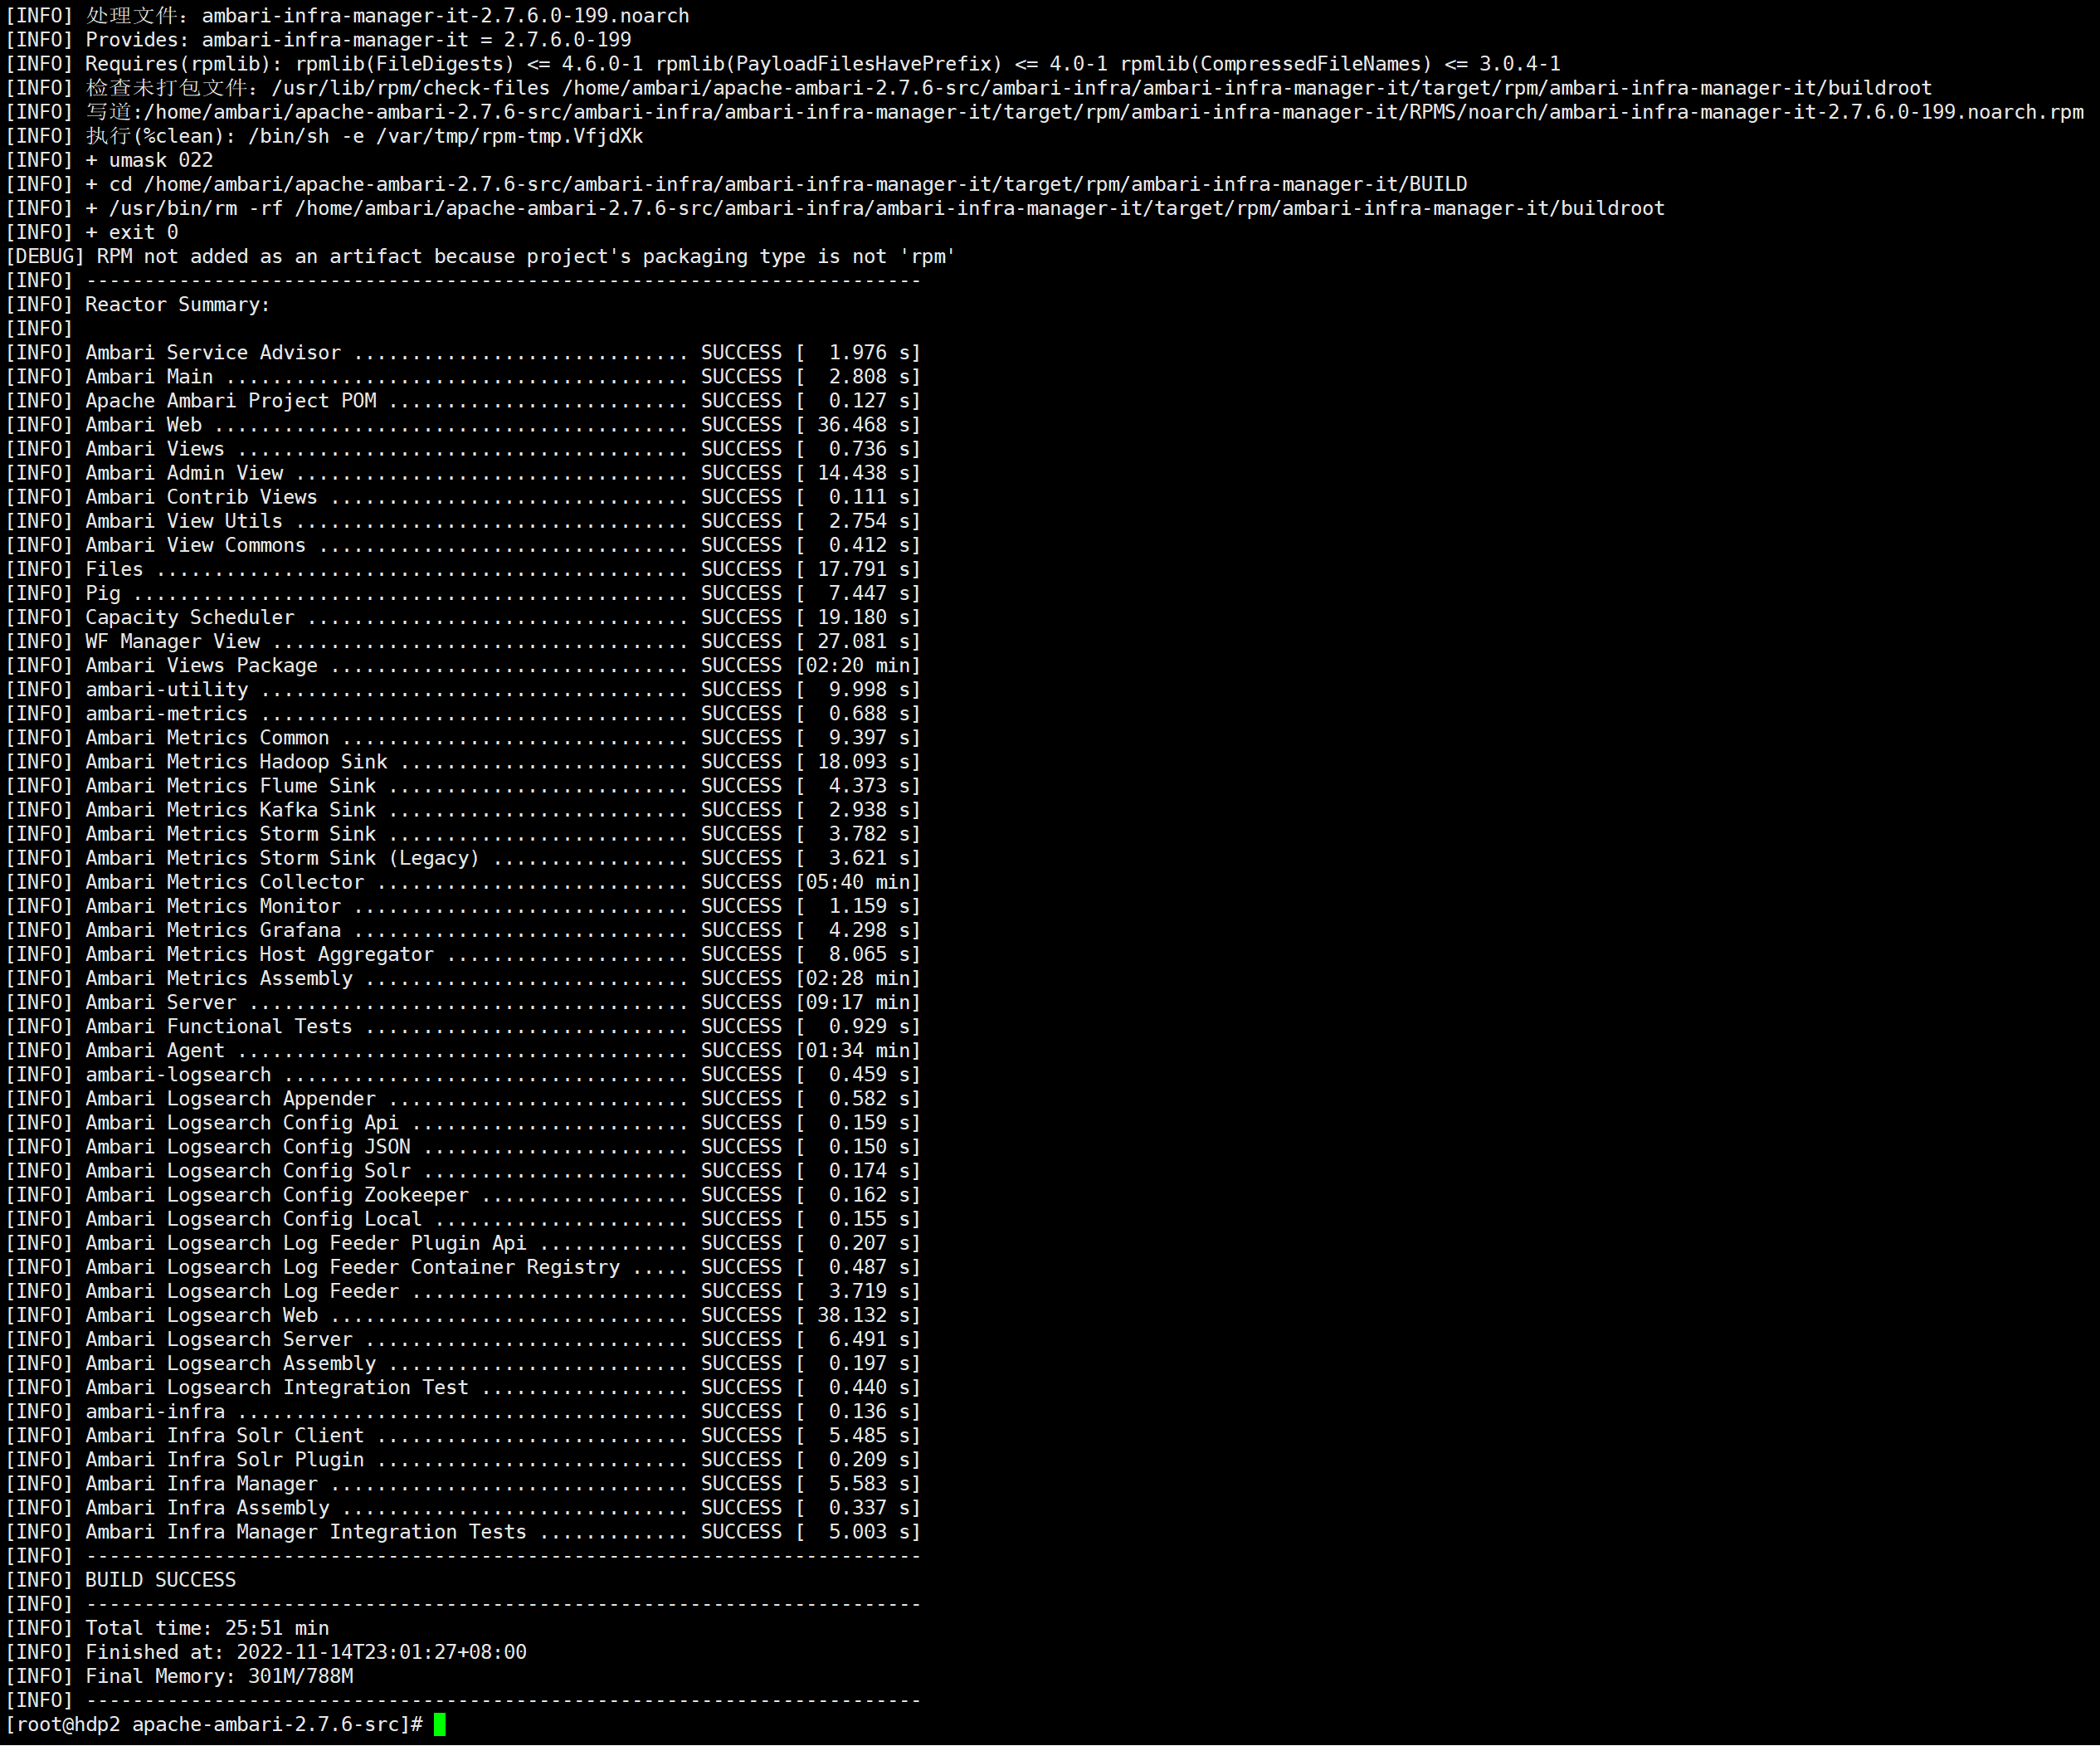 [INFO] 处理文件：ambari-infra-manager-it-2.7.6.0-199.noarch
[INFO] Provides: ambari-infra-manager-it = 2.7.6.0-199
[INFO] Requires(rpmlib): rpmlib(FileDigests) <= 4.6.0-1 rpmlib(PayloadFilesHavePrefix) <= 4.0-1 rpmlib(CompressedFileNames) <= 3.0.4-1
[INFO] 检查未打包文件：/usr/lib/rpm/check-files /home/ambari/apache-ambari-2.7.6-src/ambari-infra/ambari-infra-manager-it/target/rpm/ambari-infra-manager-it/buildroot
[INFO] 写道:/home/ambari/apache-ambari-2.7.6-src/ambari-infra/ambari-infra-manager-it/target/rpm/ambari-infra-manager-it/RPMS/noarch/ambari-infra-manager-it-2.7.6.0-199.noarch.rpm
[INFO] 执行(%clean): /bin/sh -e /var/tmp/rpm-tmp.VfjdXk
[INFO] + umask 022
[INFO] + cd /home/ambari/apache-ambari-2.7.6-src/ambari-infra/ambari-infra-manager-it/target/rpm/ambari-infra-manager-it/BUILD
[INFO] + /usr/bin/rm -rf /home/ambari/apache-ambari-2.7.6-src/ambari-infra/ambari-infra-manager-it/target/rpm/ambari-infra-manager-it/buildroot
[INFO] + exit 0
[DEBUG] RPM not added as an artifact because project's packaging type is not 'rpm'
[INFO] ------------------------------------------------------------------------
[INFO] Reactor Summary:
[INFO]
[INFO] Ambari Service Advisor ............................. SUCCESS [  1.976 s]
[INFO] Ambari Main ........................................ SUCCESS [  2.808 s]
[INFO] Apache Ambari Project POM .......................... SUCCESS [  0.127 s]
[INFO] Ambari Web ......................................... SUCCESS [ 36.468 s]
[INFO] Ambari Views ....................................... SUCCESS [  0.736 s]
[INFO] Ambari Admin View .................................. SUCCESS [ 14.438 s]
[INFO] Ambari Contrib Views ............................... SUCCESS [  0.111 s]
[INFO] Ambari View Utils .................................. SUCCESS [  2.754 s]
[INFO] Ambari View Commons ................................ SUCCESS [  0.412 s]
[INFO] Files .............................................. SUCCESS [ 17.791 s]
[INFO] Pig ................................................ SUCCESS [  7.447 s]
[INFO] Capacity Scheduler ................................. SUCCESS [ 19.180 s]
[INFO] WF Manager View .................................... SUCCESS [ 27.081 s]
[INFO] Ambari Views Package ............................... SUCCESS [02:20 min]
[INFO] ambari-utility ..................................... SUCCESS [  9.998 s]
[INFO] ambari-metrics ..................................... SUCCESS [  0.688 s]
[INFO] Ambari Metrics Common .............................. SUCCESS [  9.397 s]
[INFO] Ambari Metrics Hadoop Sink ......................... SUCCESS [ 18.093 s]
[INFO] Ambari Metrics Flume Sink .......................... SUCCESS [  4.373 s]
[INFO] Ambari Metrics Kafka Sink .......................... SUCCESS [  2.938 s]
[INFO] Ambari Metrics Storm Sink .......................... SUCCESS [  3.782 s]
[INFO] Ambari Metrics Storm Sink (Legacy) ................. SUCCESS [  3.621 s]
[INFO] Ambari Metrics Collector ........................... SUCCESS [05:40 min]
[INFO] Ambari Metrics Monitor ............................. SUCCESS [  1.159 s]
[INFO] Ambari Metrics Grafana ............................. SUCCESS [  4.298 s]
[INFO] Ambari Metrics Host Aggregator ..................... SUCCESS [  8.065 s]
[INFO] Ambari Metrics Assembly ............................ SUCCESS [02:28 min]
[INFO] Ambari Server ...................................... SUCCESS [09:17 min]
[INFO] Ambari Functional Tests ............................ SUCCESS [  0.929 s]
[INFO] Ambari Agent ....................................... SUCCESS [01:34 min]
[INFO] ambari-logsearch ................................... SUCCESS [  0.459 s]
[INFO] Ambari Logsearch Appender .......................... SUCCESS [  0.582 s]
[INFO] Ambari Logsearch Config Api ........................ SUCCESS [  0.159 s]
[INFO] Ambari Logsearch Config JSON ....................... SUCCESS [  0.150 s]
[INFO] Ambari Logsearch Config Solr ....................... SUCCESS [  0.174 s]
[INFO] Ambari Logsearch Config Zookeeper .................. SUCCESS [  0.162 s]
[INFO] Ambari Logsearch Config Local ...................... SUCCESS [  0.155 s]
[INFO] Ambari Logsearch Log Feeder Plugin Api ............. SUCCESS [  0.207 s]
[INFO] Ambari Logsearch Log Feeder Container Registry ..... SUCCESS [  0.487 s]
[INFO] Ambari Logsearch Log Feeder ........................ SUCCESS [  3.719 s]
[INFO] Ambari Logsearch Web ............................... SUCCESS [ 38.132 s]
[INFO] Ambari Logsearch Server ............................ SUCCESS [  6.491 s]
[INFO] Ambari Logsearch Assembly .......................... SUCCESS [  0.197 s]
[INFO] Ambari Logsearch Integration Test .................. SUCCESS [  0.440 s]
[INFO] ambari-infra ....................................... SUCCESS [  0.136 s]
[INFO] Ambari Infra Solr Client ........................... SUCCESS [  5.485 s]
[INFO] Ambari Infra Solr Plugin ........................... SUCCESS [  0.209 s]
[INFO] Ambari Infra Manager ............................... SUCCESS [  5.583 s]
[INFO] Ambari Infra Assembly .............................. SUCCESS [  0.337 s]
[INFO] Ambari Infra Manager Integration Tests ............. SUCCESS [  5.003 s]
[INFO] ------------------------------------------------------------------------
[INFO] BUILD SUCCESS
[INFO] ------------------------------------------------------------------------
[INFO] Total time: 25:51 min
[INFO] Finished at: 2022-11-14T23:01:27+08:00
[INFO] Final Memory: 301M/788M
[INFO] ------------------------------------------------------------------------
[root@hdp2 apache-ambari-2.7.6-src]#